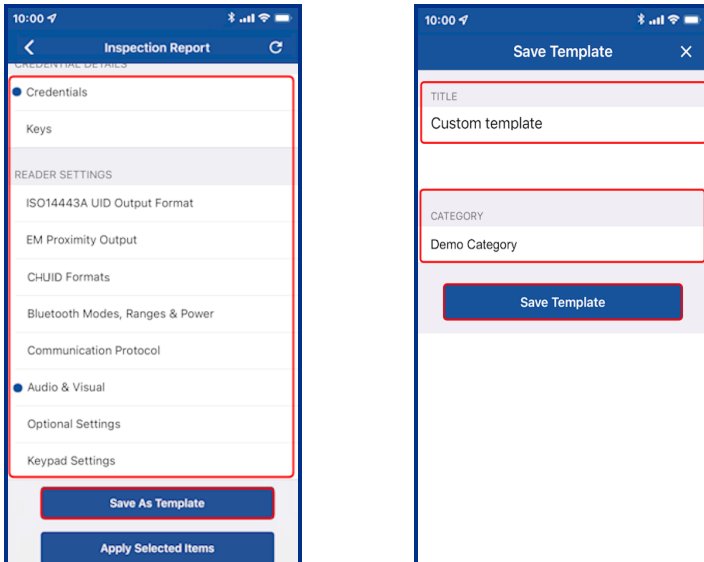 10:00
Inspection Report
CREDENTIAL DETAILS
Credentials
Keys
READER SETTINGS
ISO14443A UID Output Format
EM Proximity Output
CHUID Formats
Bluetooth Modes, Ranges & Power
Communication Protocol
Audio & Visual
Optional Settings
Keypad Settings
Save As Template
Apply Selected Items
10:00
Save Template
TITLE
Custom template
CATEGORY
Demo Category
Save Template